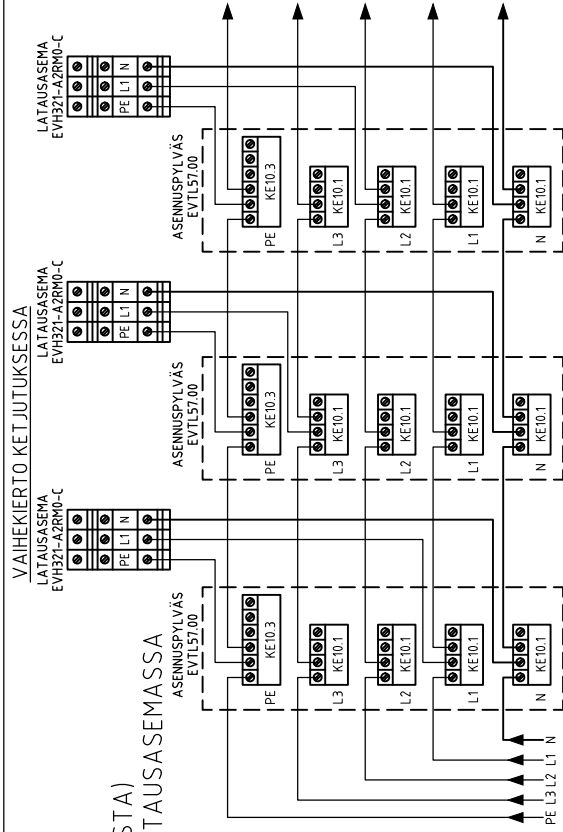 VAIHEKIERTO KETJUTUKSESSA
STA)
TAUSASEMASSA
LATAUSASEMA
EVH321-A2RM0-C
PE L1 N
ASENNUSPYLVÄS
EVTL57.00
KE10.3
PE
KE10.1
L3
KE10.1
L2
KE10.1
L1
KE10.1
N
LATAUSASEMA
EVH321-A2RM0-C
PE L1 N
ASENNUSPYLVÄS
EVTL57.00
KE10.3
PE
KE10.1
L3
KE10.1
L2
KE10.1
L1
KE10.1
N
LATAUSASEMA
EVH321-A2RM0-C
PE L1 N
ASENNUSPYLVÄS
EVTL57.00
KE10.3
PE
KE10.1
L3
KE10.1
L2
KE10.1
L1
KE10.1
N
PE L3 L2 L1 N